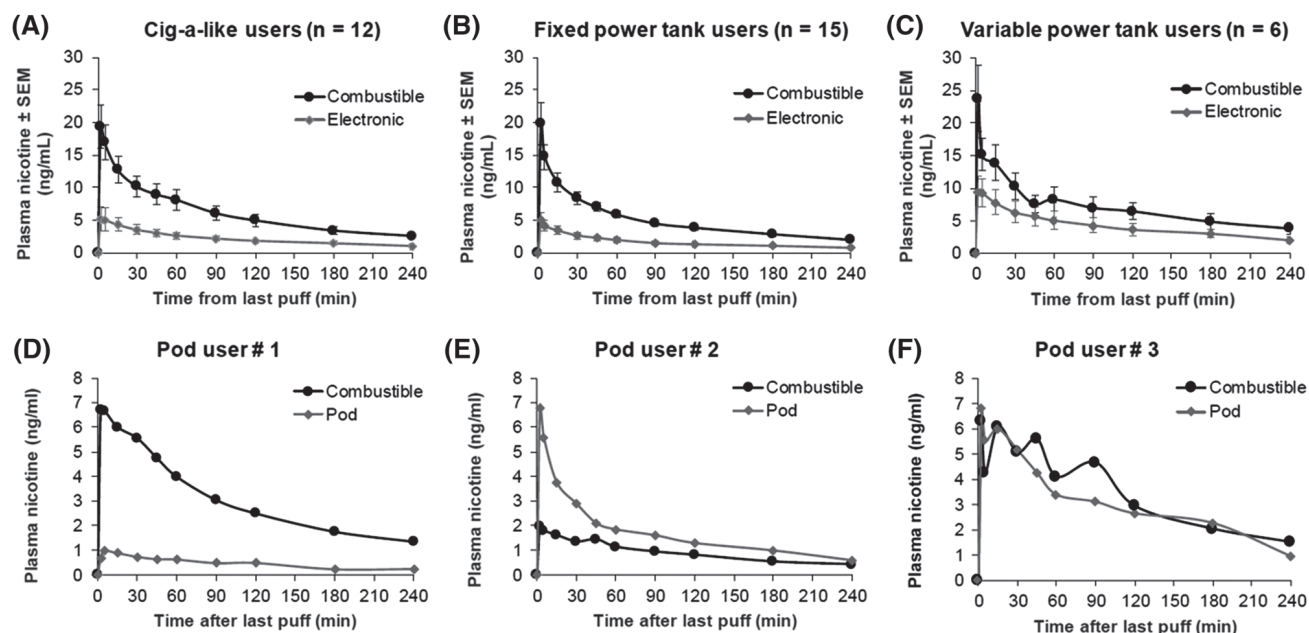 (A)
Cig-a-like users (n = 12)
Plasma nicotine ± SEM
(ng/mL)
30
25
20
15
10
5
0
Combustible
Electronic
0 30 60 90 120 150 180 210 240
Time from last puff (min)
(B)
Fixed power tank users (n = 15)
30
25
20
15
10
5
0
Combustible
Electronic
0 30 60 90 120 150 180 210 240
Time from last puff (min)
(C)
Variable power tank users (n = 6)
Plasma nicotine ± SEM
(ng/mL)
30
25
20
15
10
5
0
Combustible
Electronic
0 30 60 90 120 150 180 210 240
Time from last puff (min)
(D)
Pod user # 1
Plasma nicotine (ng/ml)
8
7
6
5
4
3
2
1
0
Combustible
Pod
0 30 60 90 120 150 180 210 240
Time after last puff (min)
(E)
Pod user # 2
Plasma nicotine (ng/ml)
8
7
6
5
4
3
2
1
0
Combustible
Pod
0 30 60 90 120 150 180 210 240
Time after last puff (min)
(F)
Pod user # 3
Plasma nicotine (ng/ml)
8
7
6
5
4
3
2
1
0
Combustible
Pod
0 30 60 90 120 150 180 210 240
Time after last puff (min)